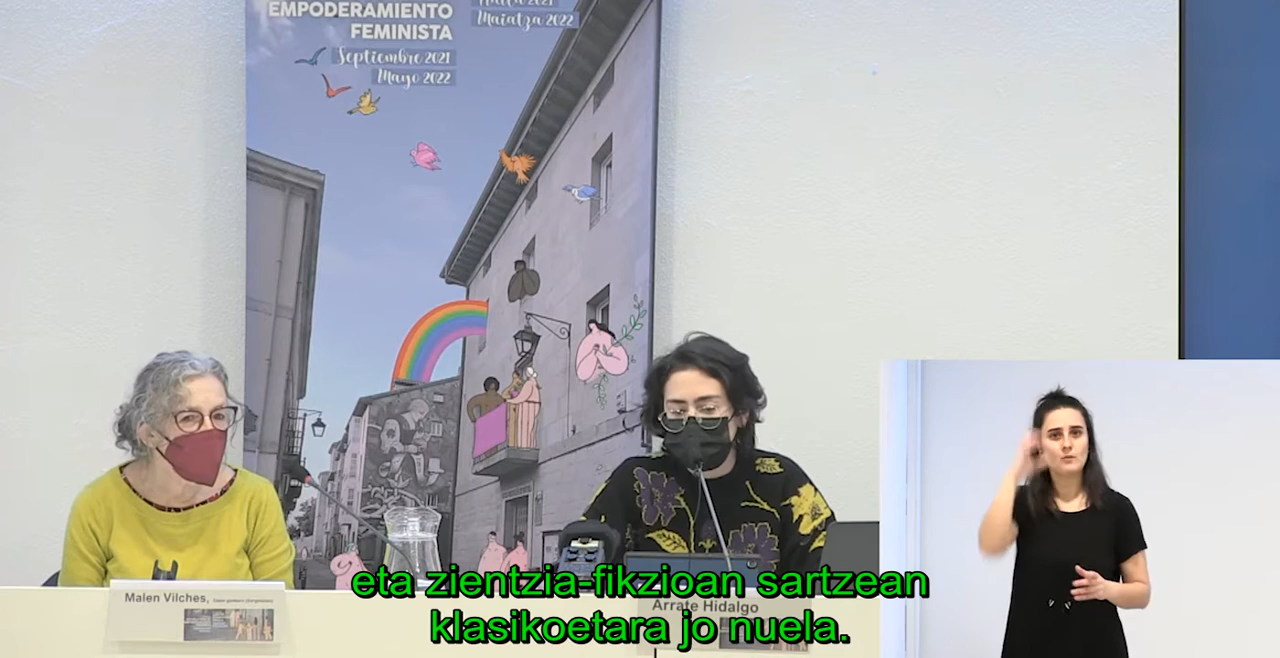 EMPODERAMIENTO
FEMINISTA
Septiembre 2021
Mayo 2022
Maiatza 2022
Malen Vilches,
Arrate Hidalgo
eta zientzia-fikzioan sartzean
klasikoetara jo nuela.